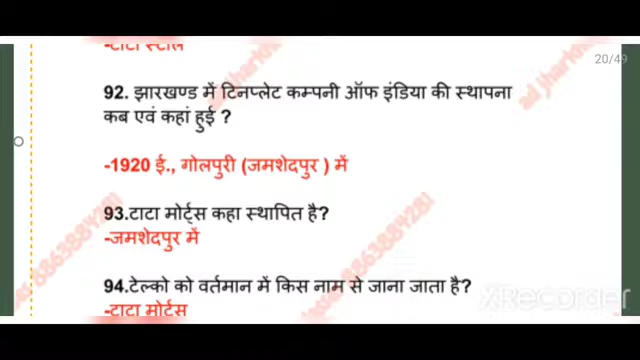 -टाटा स्टील
20/49
92. झारखण्ड में टिनप्लेट कम्पनी ऑफ इंडिया की स्थापना
कब एवं कहां हुई ?
-1920 ई., गोलपुरी (जमशेदपुर ) में
93.टाटा मोर्ट्स कहा स्थापित है?
-जमशेदपुर में
94.टेल्को को वर्तमान में किस नाम से जाना जाता है?
-टाटा मोर्टस
XRecorder
8863884281